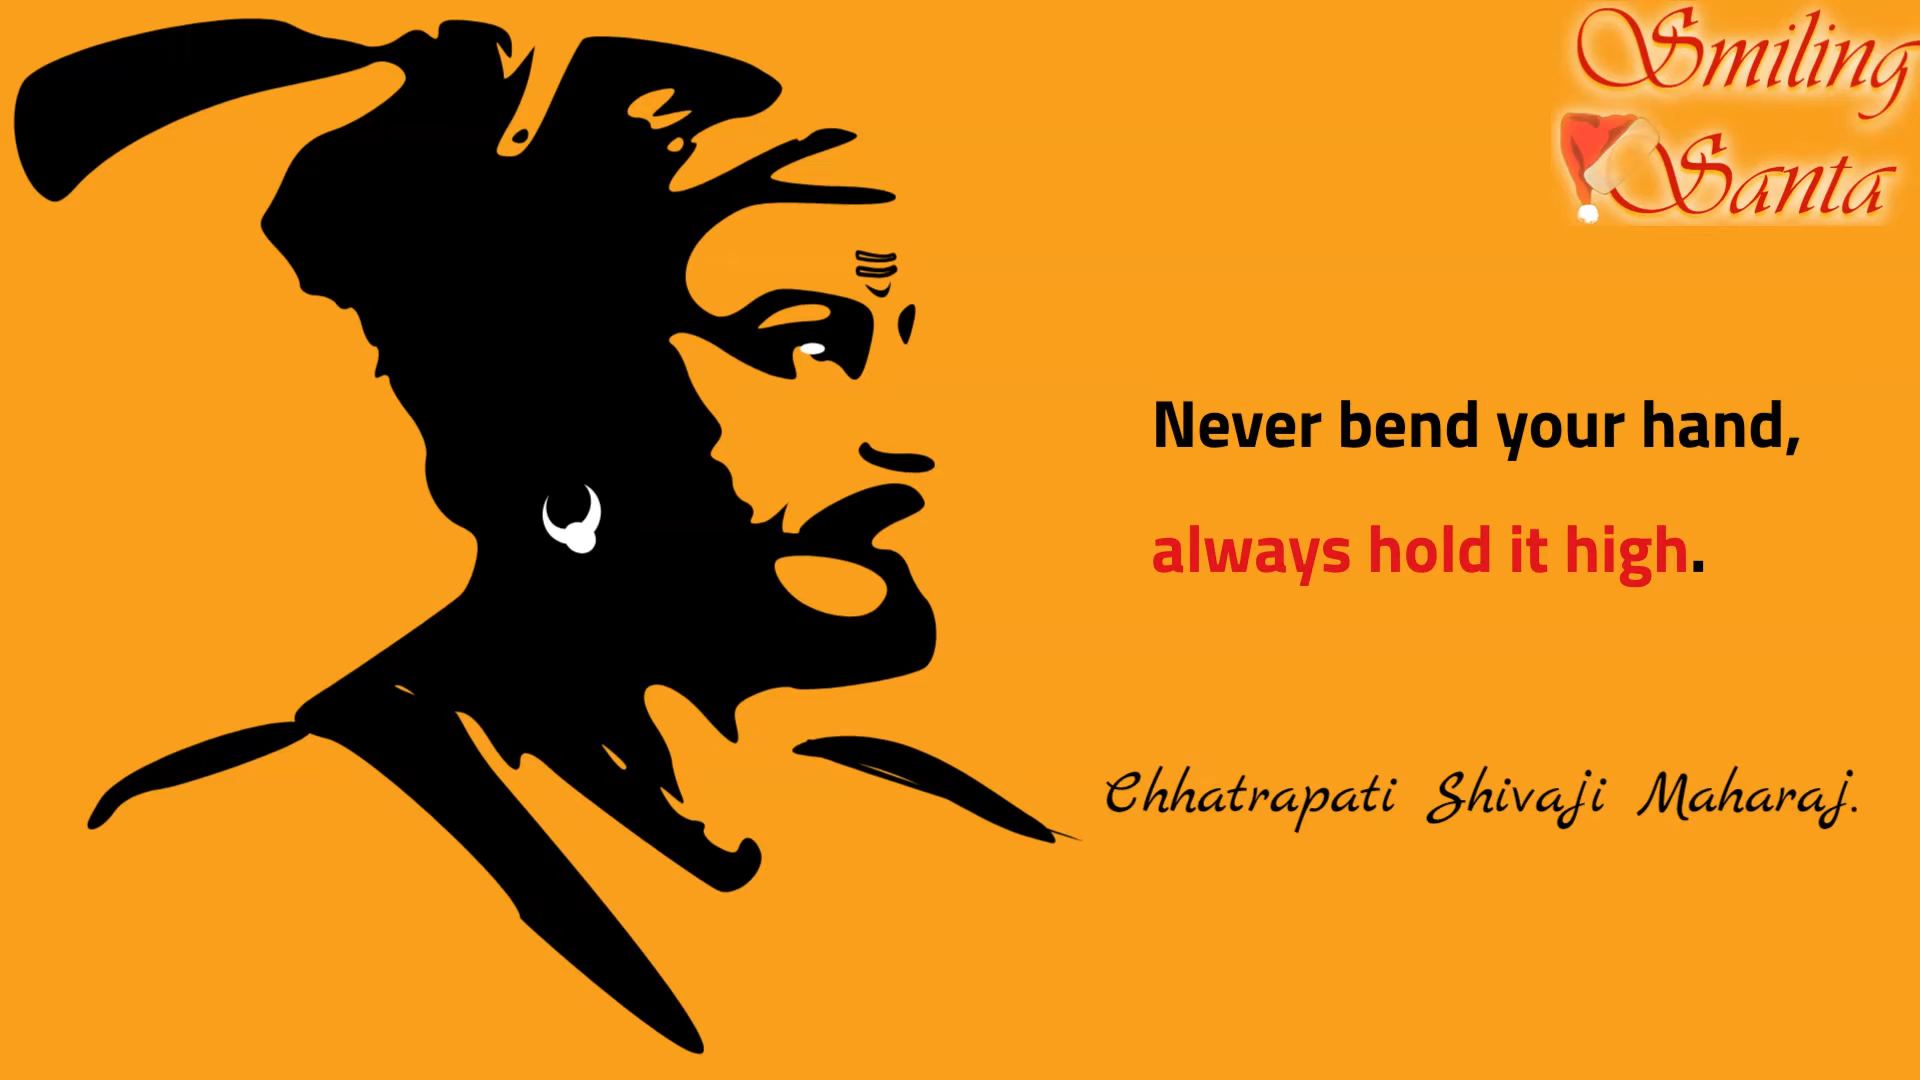 Smiling
Santa
Never bend your hand,
always hold it high.
Chhatrapati Shivaji Maharaj.